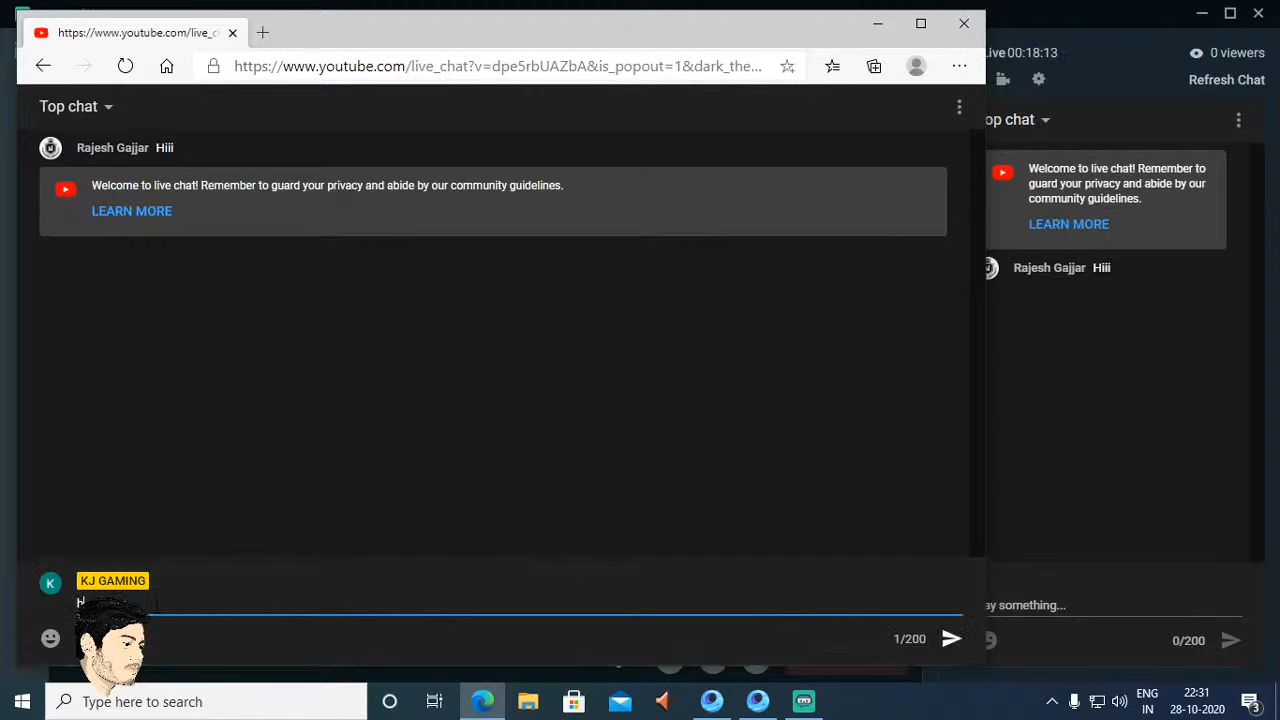 https://www.youtube.com/live_c
https://www.youtube.com/live_chat?v=dpe5rbUAZbA&is_popout=1&dark_the...
Top chat
Rajesh Gajjar Hiii
Welcome to live chat! Remember to guard your privacy and abide by our community guidelines.
LEARN MORE
KJ GAMING
H
1/200
Live 00:18:13
0 viewers
Refresh Chat
op chat
Welcome to live chat! Remember to
guard your privacy and abide by our
community guidelines.
LEARN MORE
Rajesh Gajjar Hiii
ay something...
0/200
Type here to search
ENG
IN
22:31
28-10-2020
3